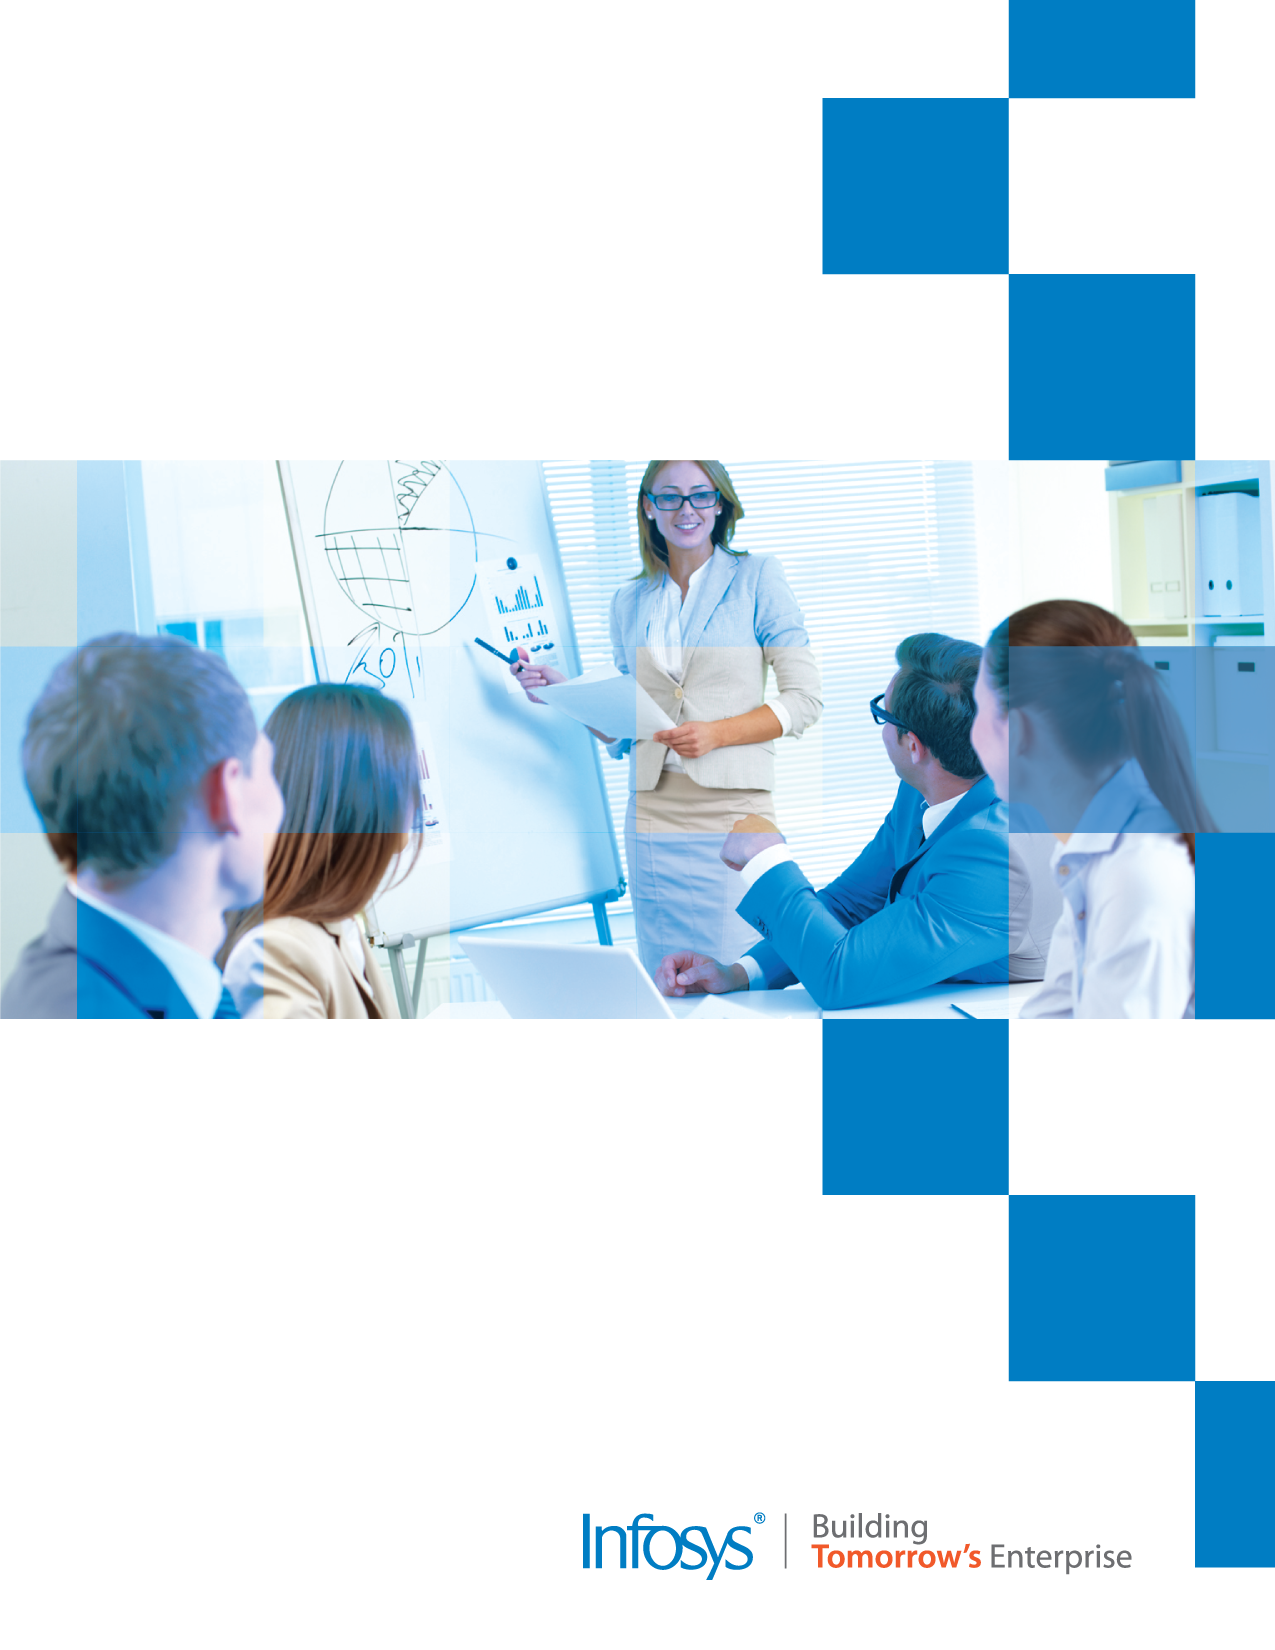 Infosys®
Building
Tomorrow's Enterprise